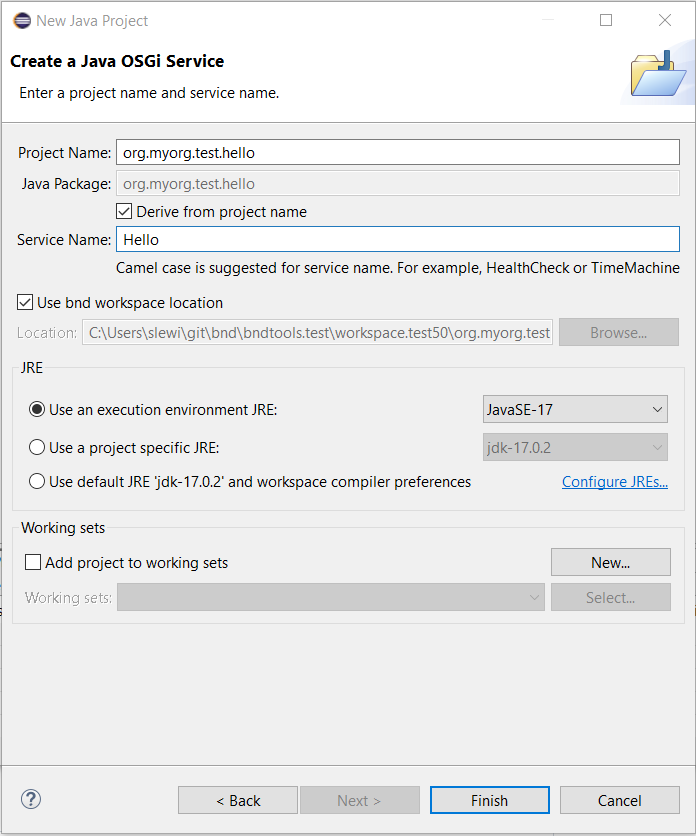 New Java Project
Create a Java OSGi Service
Enter a project name and service name.
Project Name: org.myorg.test.hello
Java Package: org.myorg.test.hello
Derive from project name
Service Name: Hello
Camel case is suggested for service name. For example, HealthCheck or TimeMachine
Use bnd workspace location
Location: C:\Users\slewi\git\bnd\bndtools.test\workspace.test50\org.myorg.test Browse...
JRE
Use an execution environment JRE: JavaSE-17
Use a project specific JRE: jdk-17.0.2
Use default JRE 'jdk-17.0.2' and workspace compiler preferences Configure JREs...
Working sets
Add project to working sets New...
Working sets: Select...
? < Back Next > Finish Cancel